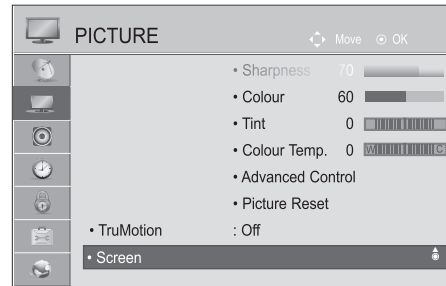 PICTURE
Move OK
• Sharpness 70
• Colour 60
• Tint 0
• Colour Temp. 0 W C
• Advanced Control
• Picture Reset
• TruMotion : Off
• Screen